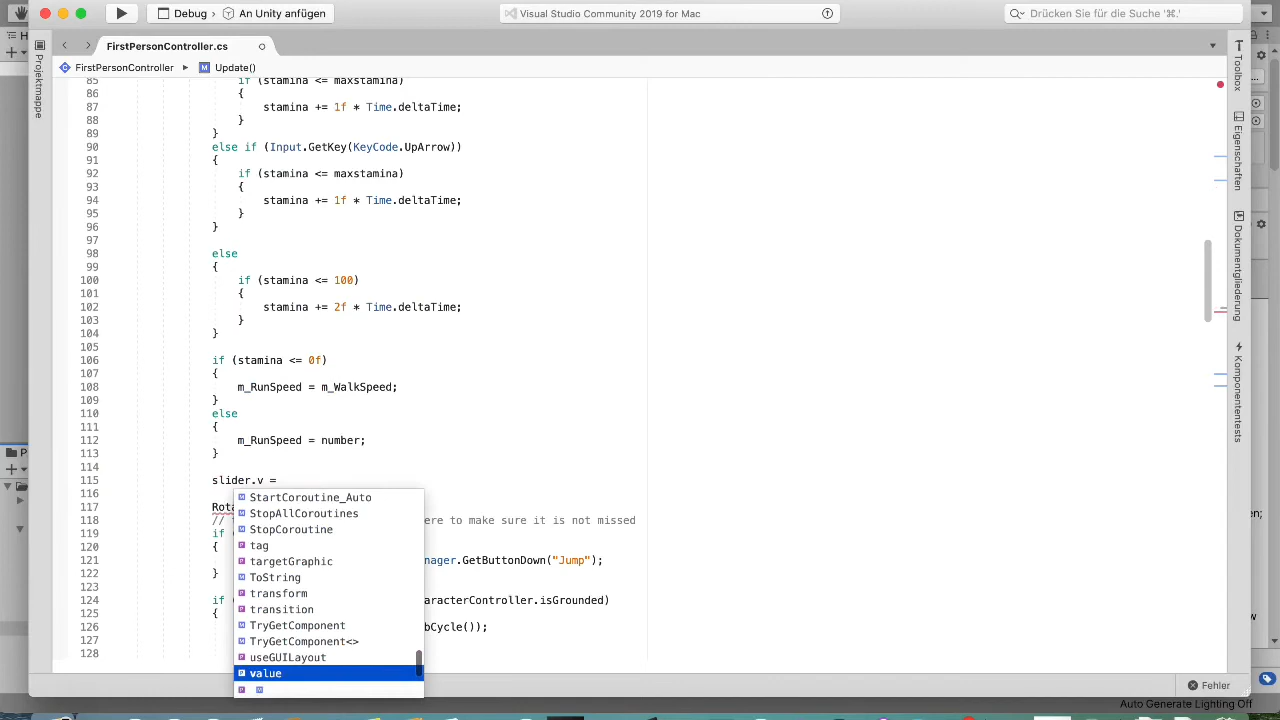 Debug › An Unity anfügen
Visual Studio Community 2019 for Mac
Drücken Sie für die Suche '⌘.'
FirstPersonController.cs
FirstPersonController ▸ M Update()
Projektmappe
Toolbox
Eigenschaften
Dokumentgliederung
Komponententests
85 if (stamina <= maxstamina)
86 {
87 stamina += 1f * Time.deltaTime;
88 }
89 }
90 else if (Input.GetKey(KeyCode.UpArrow))
91 {
92 if (stamina <= maxstamina)
93 {
94 stamina += 1f * Time.deltaTime;
95 }
96 }
97
98 else
99 {
100 if (stamina <= 100)
101 {
102 stamina += 2f * Time.deltaTime;
103 }
104 }
105
106 if (stamina <= 0f)
107 {
108 m_RunSpeed = m_WalkSpeed;
109 }
110 else
111 {
112 m_RunSpeed = number;
113 }
114
115 slider.v =
116
117 Rota
118 // ere to make sure it is not missed
119 if
120 {
121 nager.GetButtonDown("Jump");
122 }
123
124 if aracterController.isGrounded)
125 {
126 bCycle());
127
128
M StartCoroutine_Auto
M StopAllCoroutines
M StopCoroutine
P tag
P targetGraphic
M ToString
P transform
P transition
M TryGetComponent
M TryGetComponent<>
P useGUILayout
P value
P M
Fehler
Auto Generate Lighting Off